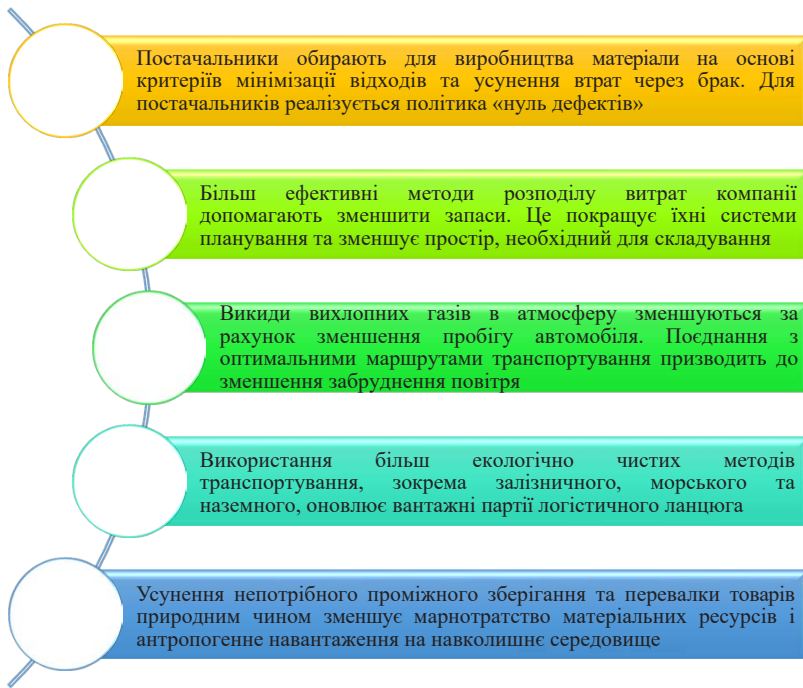 Постачальники обирають для виробництва матеріали на основі
критеріїв мінімізації відходів та усунення втрат через брак. Для
постачальників реалізується політика «нуль дефектів»
Більш ефективні методи розподілу витрат компанії
допомагають зменшити запаси. Це покращує їхні системи
планування та зменшує простір, необхідний для складування
Викиди вихлопних газів в атмосферу зменшуються за
рахунок зменшення пробігу автомобіля. Поєднання з
оптимальними маршрутами транспортування призводить до
зменшення забруднення повітря
Використання більш екологічно чистих методів
транспортування, зокрема залізничного, морського та
наземного, оновлює вантажні партії логістичного ланцюга
Усунення непотрібного проміжного зберігання та перевалки товарів
природним чином зменшує марнотратство матеріальних ресурсів і
антропогенне навантаження на навколишнє середовище